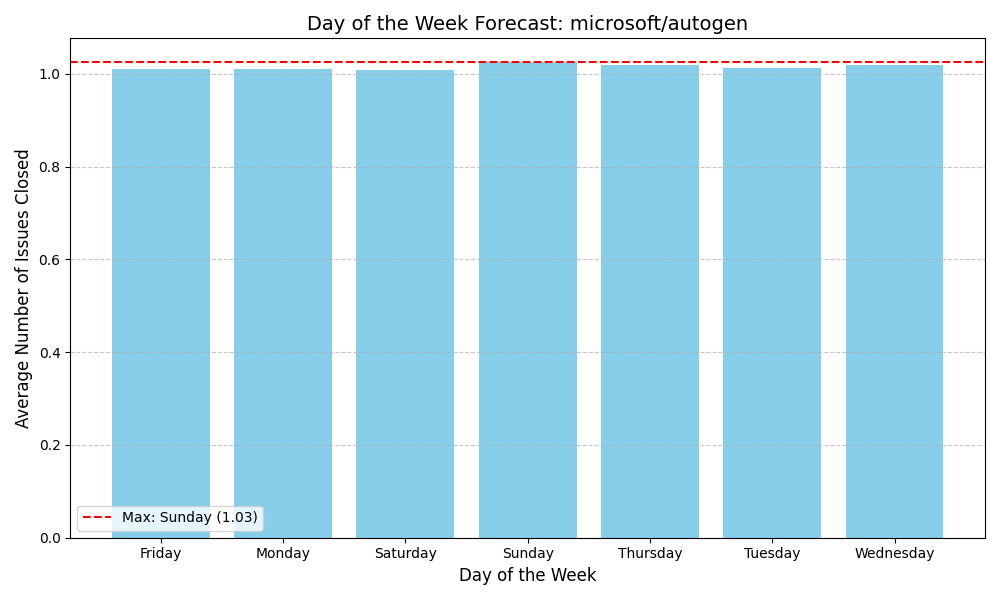 Day of the Week Forecast: microsoft/autogen
Average Number of Issues Closed
1.0
0.8
0.6
0.4
0.2
0.0
Max: Sunday (1.03)
Friday Monday Saturday Sunday Thursday Tuesday Wednesday
Day of the Week